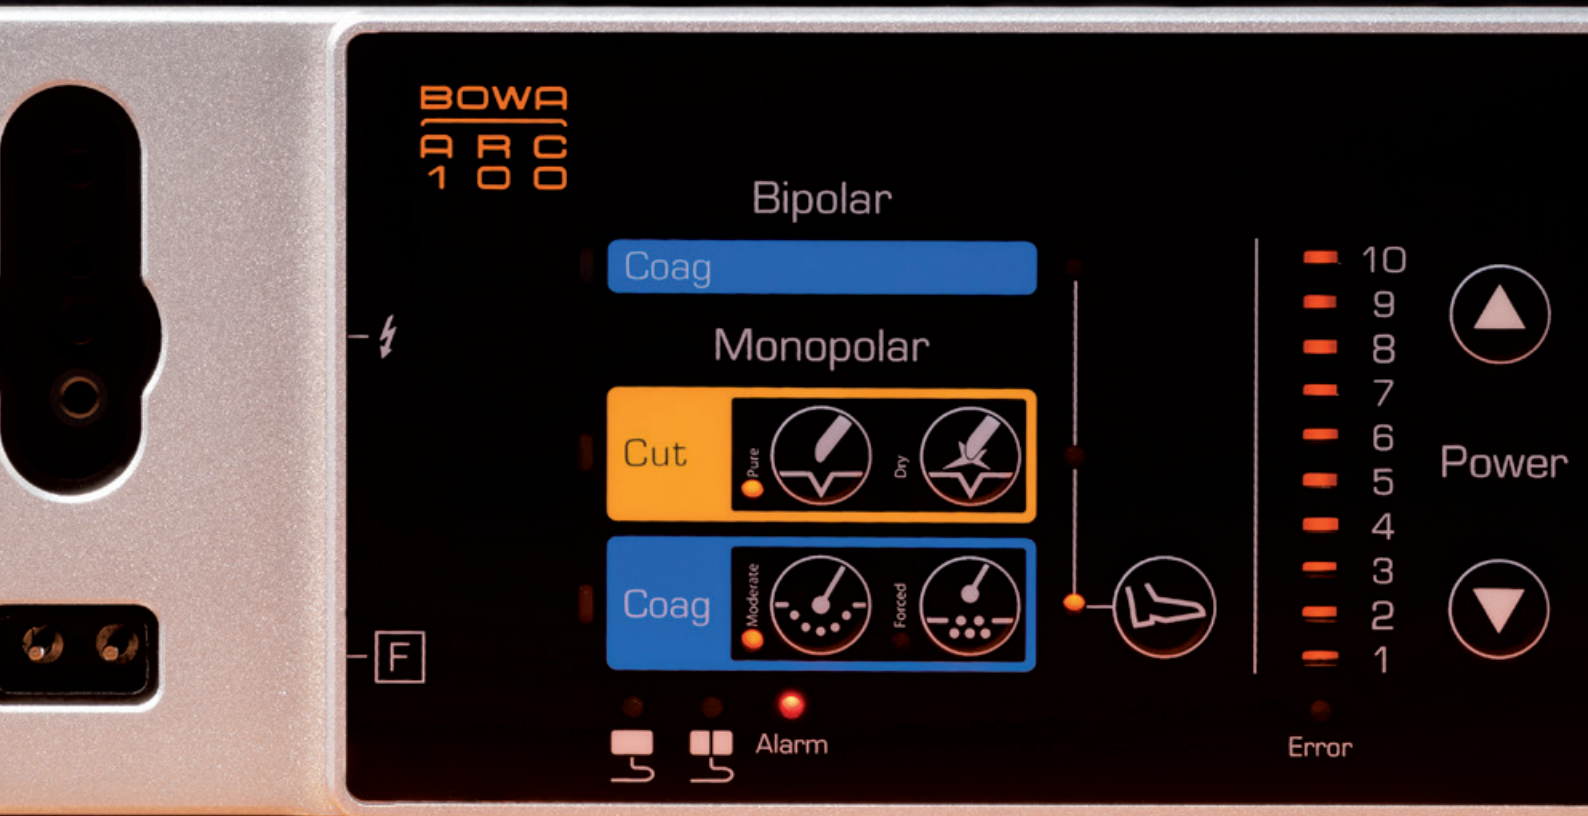 BOWA
ARC
100
Bipolar
Coag
Monopolar
Cut
Pure
Dry
Coag
Moderate
Forced
F
Alarm
10
9
8
7
6
5
4
3
2
1
Power
Error